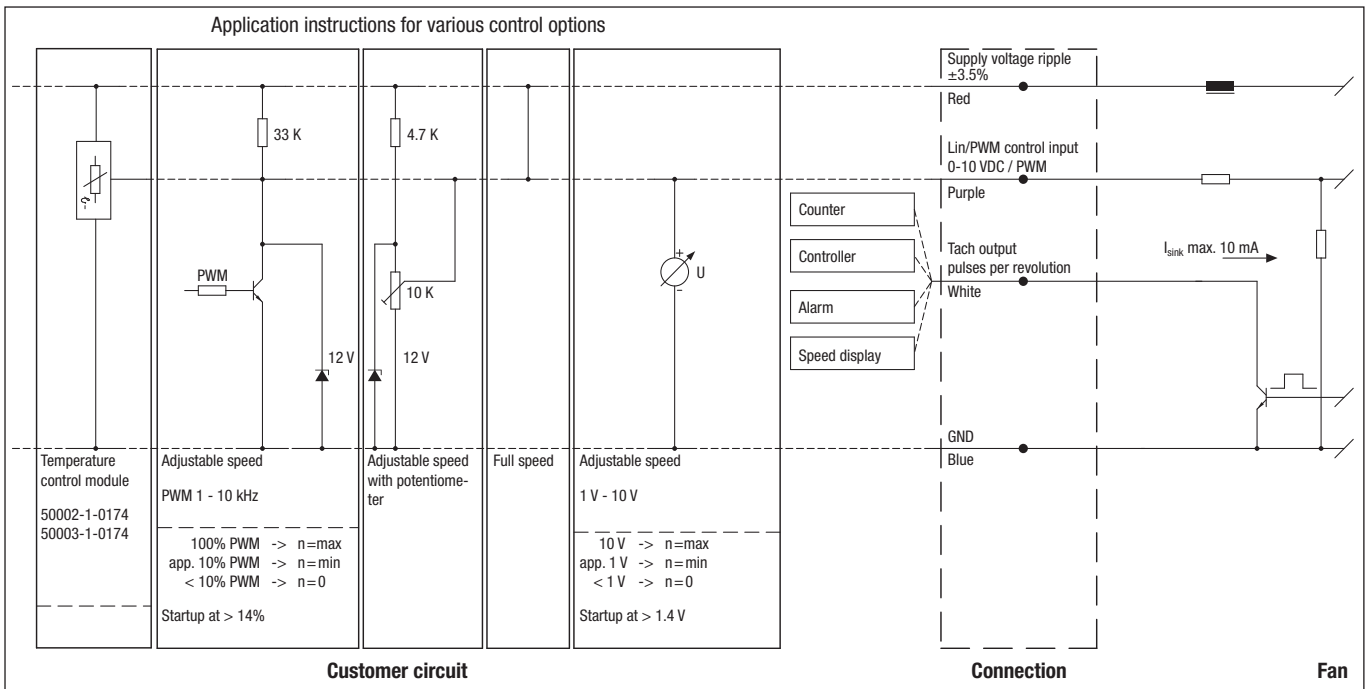 Application instructions for various control options
33 K
PWM
12 V
4.7 K
10 K
12 V
+
U
−
Counter
Controller
Alarm
Speed display
Supply voltage ripple
±3.5%
Red
Lin/PWM control input
0-10 VDC / PWM
Purple
Tach output
pulses per revolution
White
GND
Blue
Isink max. 10 mA
Temperature
control module
50002-1-0174
50003-1-0174
Adjustable speed
PWM 1 - 10 kHz
100% PWM -> n=max
app. 10% PWM -> n=min
< 10% PWM -> n=0
Startup at > 14%
Adjustable speed
with potentiome-
ter
Full speed
Adjustable speed
1 V - 10 V
10 V -> n=max
app. 1 V -> n=min
< 1 V -> n=0
Startup at > 1.4 V
Customer circuit
Connection
Fan